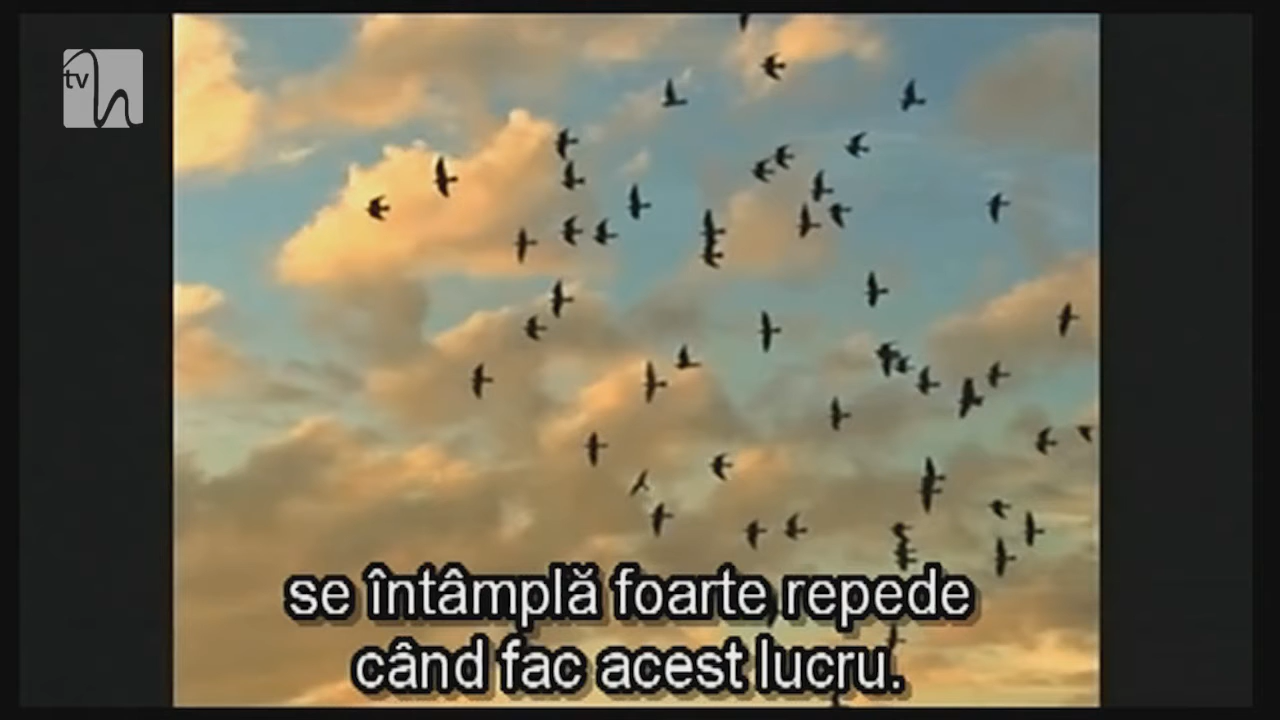 tv h
se întâmplă foarte repede
când fac acest lucru.